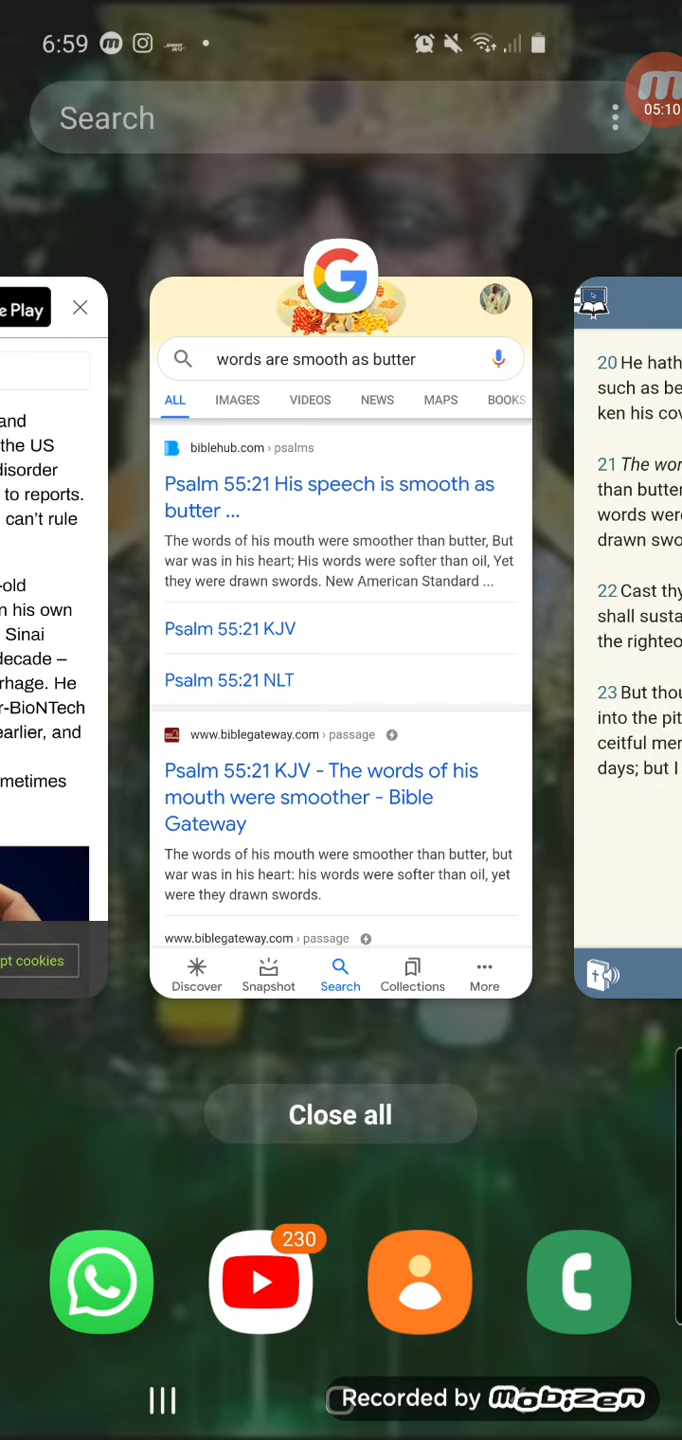 6:59
Search
05:10
e Play
and
the US
disorder
to reports.
can't rule
-old
n his own
Sinai
decade –
rhage. He
r-BioNTech
earlier, and
metimes
pt cookies
words are smooth as butter
ALL IMAGES VIDEOS NEWS MAPS BOOKS
biblehub.com › psalms
Psalm 55:21 His speech is smooth as
butter ...
The words of his mouth were smoother than butter, But
war was in his heart; His words were softer than oil, Yet
they were drawn swords. New American Standard ...
Psalm 55:21 KJV
Psalm 55:21 NLT
www.biblegateway.com › passage
Psalm 55:21 KJV - The words of his
mouth were smoother - Bible
Gateway
The words of his mouth were smoother than butter, but
war was in his heart: his words were softer than oil, yet
were they drawn swords.
www.biblegateway.com › passage
Discover Snapshot Search Collections More
20 He hath
such as be
ken his cov
21 The wor
than butter
words were
drawn swo
22 Cast thy
shall susta
the righteo
23 But thou
into the pit
ceitful mer
days; but I
Close all
230
Recorded by mobizen